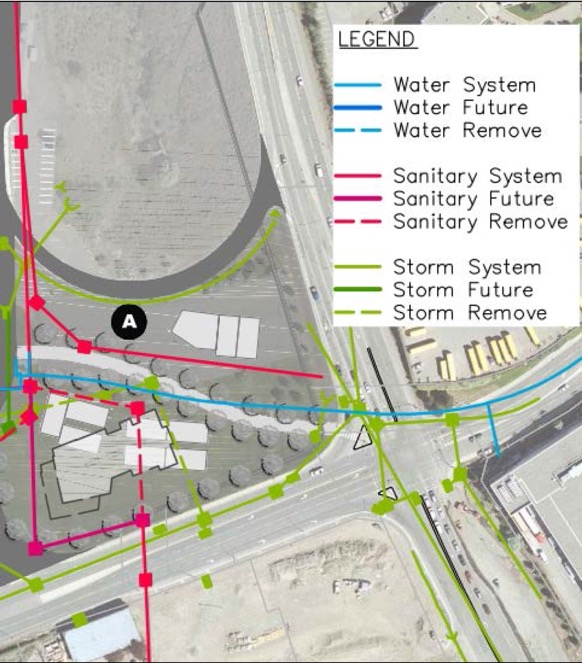 LEGEND
Water System
Water Future
Water Remove
Sanitary System
Sanitary Future
Sanitary Remove
Storm System
Storm Future
Storm Remove
A